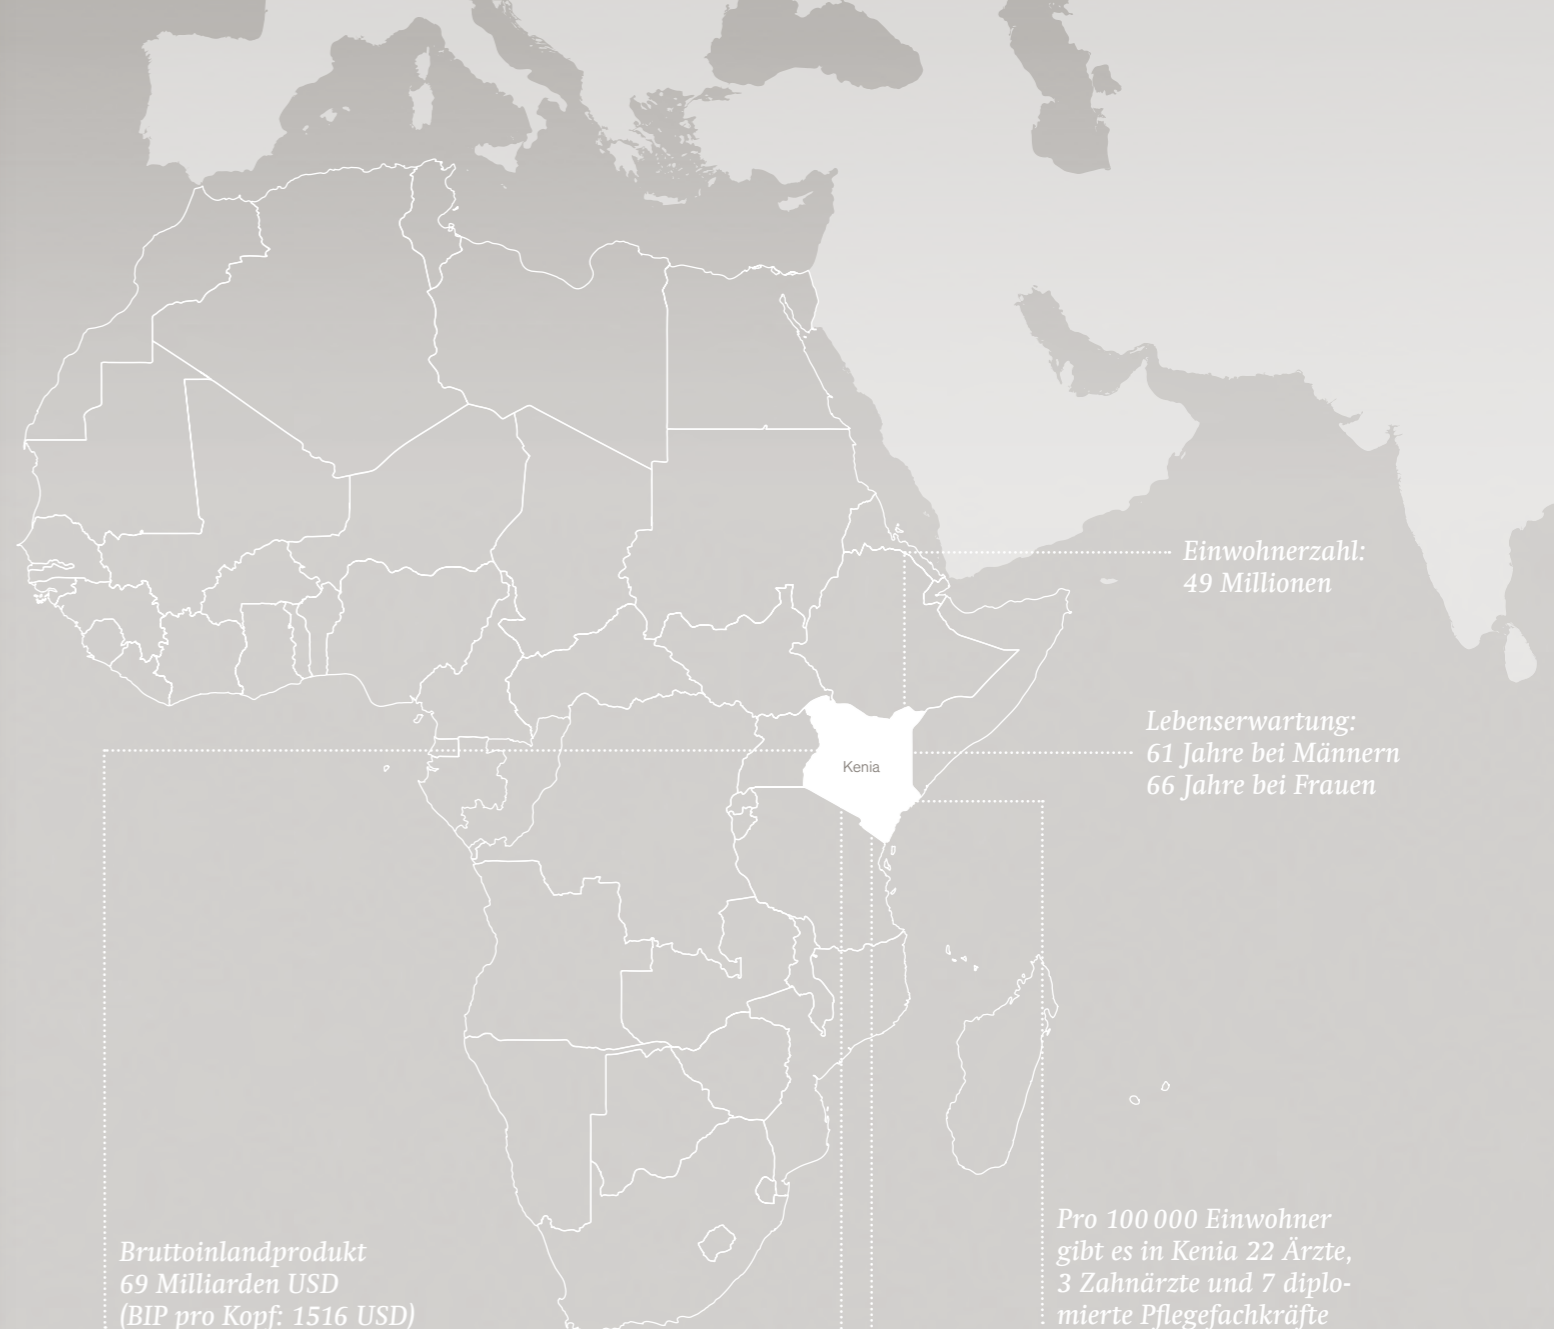 Einwohnerzahl:
49 Millionen
Lebenserwartung:
61 Jahre bei Männern
66 Jahre bei Frauen
Kenia
Pro 100 000 Einwohner
gibt es in Kenia 22 Ärzte,
3 Zahnärzte und 7 diplo-
mierte Pflegefachkräfte
Bruttoinlandprodukt
69 Milliarden USD
(BIP pro Kopf: 1516 USD)